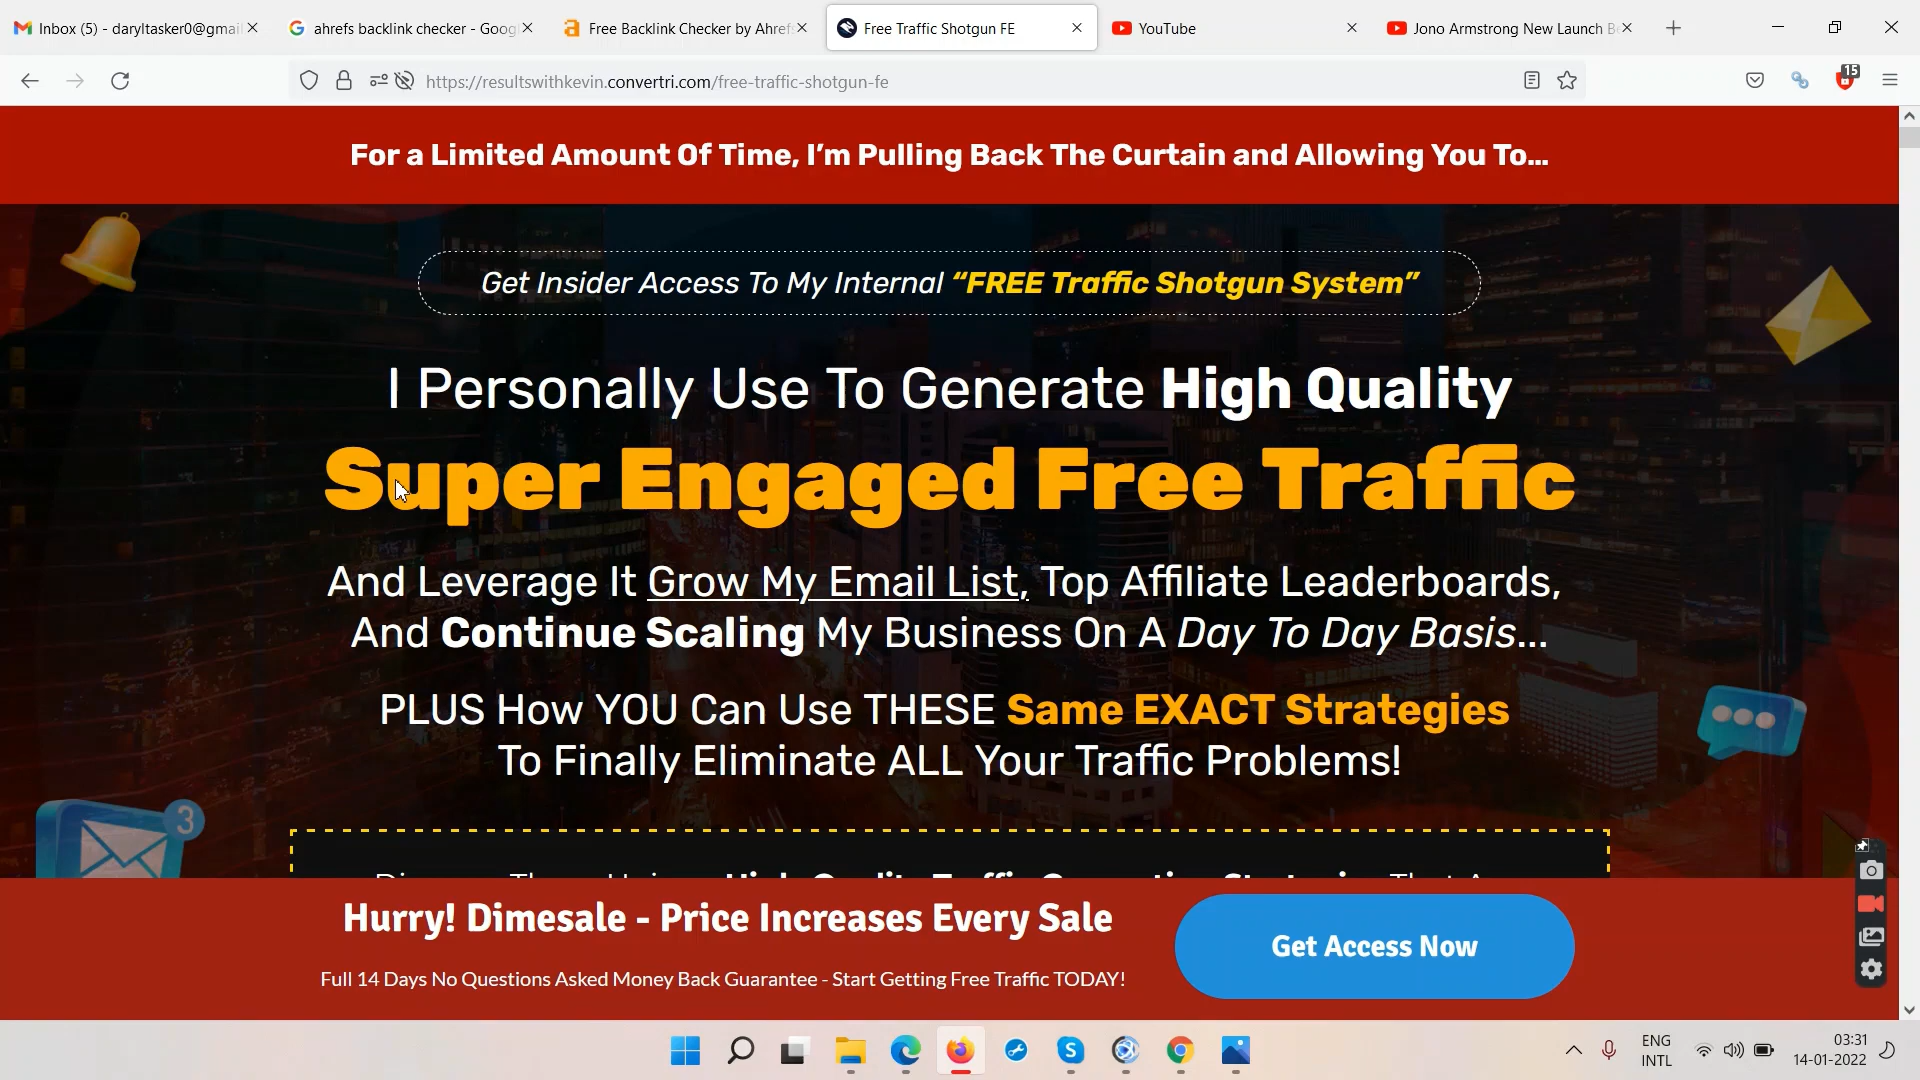 Inbox (5) - daryltasker0@gmail
ahrefs backlink checker - Goog
Free Backlink Checker by Ahrefs
Free Traffic Shotgun FE
YouTube
Jono Armstrong New Launch B
https://resultswithkevin.convertri.com/free-traffic-shotgun-fe
15
For a Limited Amount Of Time, I’m Pulling Back The Curtain and Allowing You To...
Get Insider Access To My Internal “FREE Traffic Shotgun System”
I Personally Use To Generate High Quality
Super Engaged Free Traffic
And Leverage It Grow My Email List, Top Affiliate Leaderboards,
And Continue Scaling My Business On A Day To Day Basis...
PLUS How YOU Can Use THESE Same EXACT Strategies
To Finally Eliminate ALL Your Traffic Problems!
3
Hurry! Dimesale - Price Increases Every Sale
Full 14 Days No Questions Asked Money Back Guarantee - Start Getting Free Traffic TODAY!
Get Access Now
ENG
INTL
03:31
14-01-2022